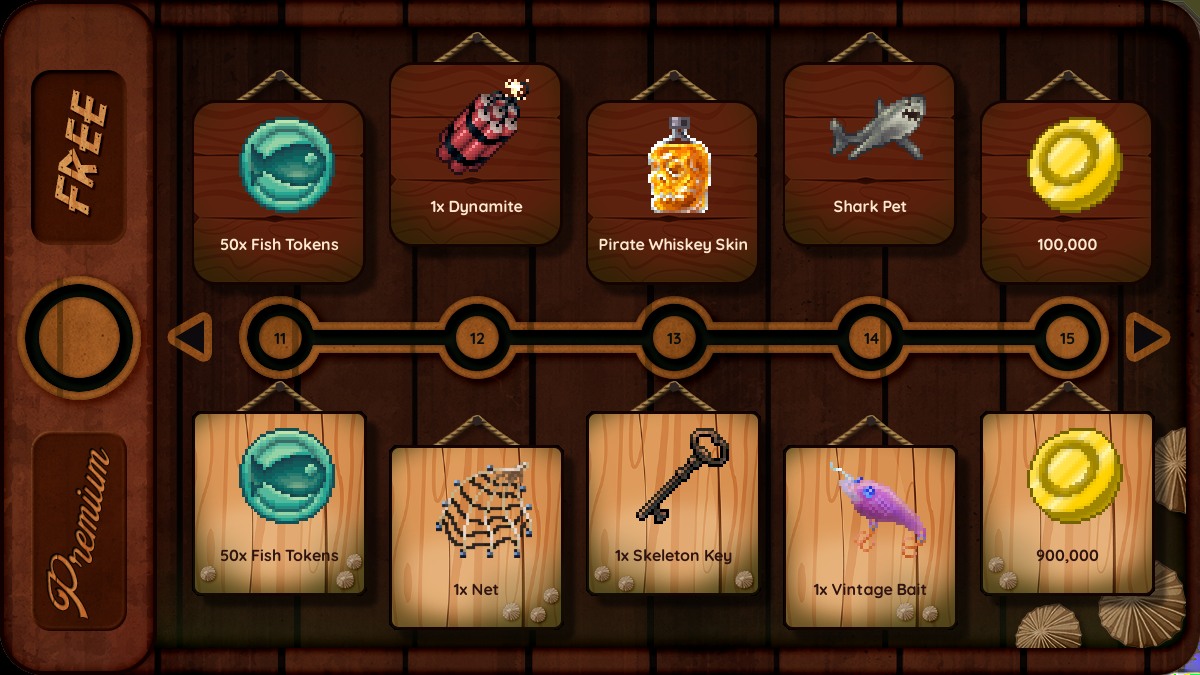 FREE
50x Fish Tokens
1x Dynamite
Pirate Whiskey Skin
Shark Pet
100,000
11
12
13
14
15
Premium
50x Fish Tokens
1x Net
1x Skeleton Key
1x Vintage Bait
900,000